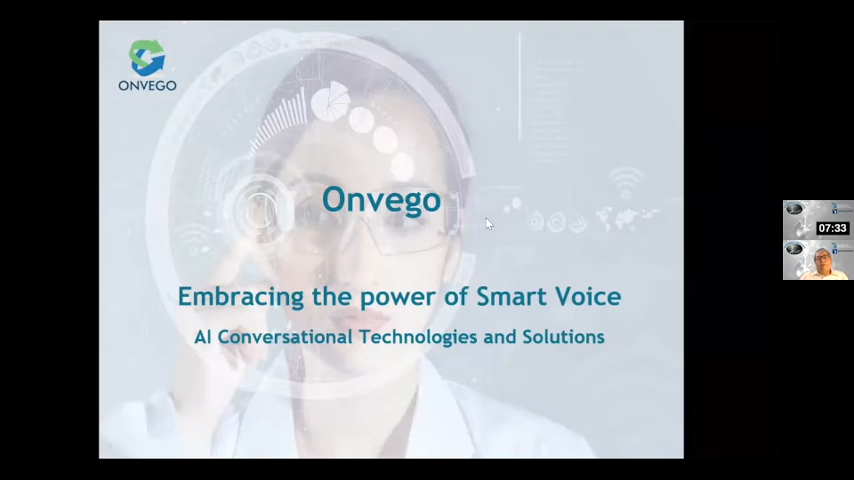 ONVEGO
Onvego
Embracing the power of Smart Voice
AI Conversational Technologies and Solutions
07:33